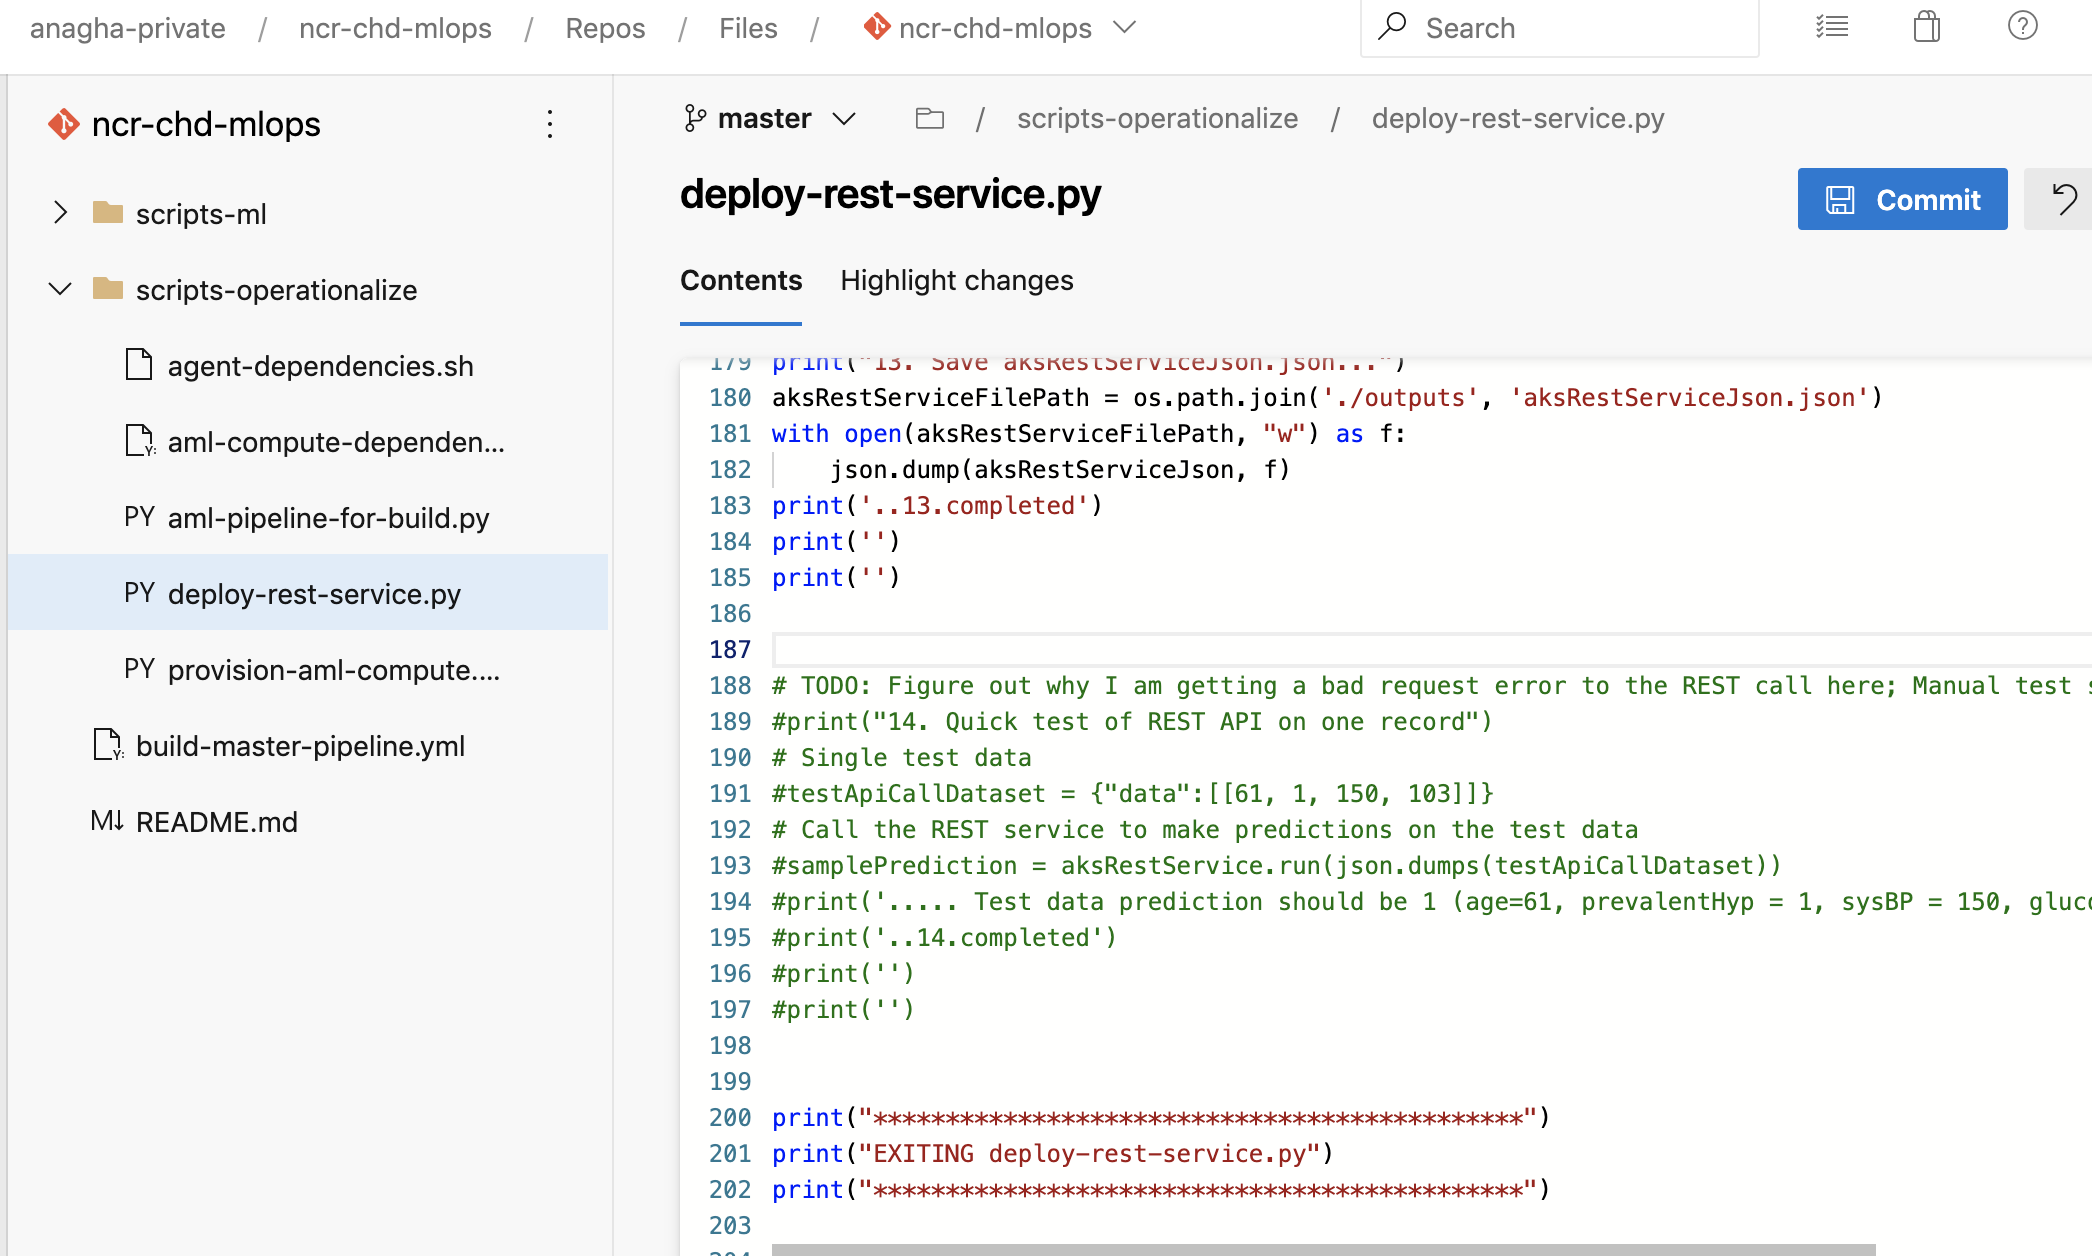 anagha-private / ncr-chd-mlops / Repos / Files / ncr-chd-mlops
Search
ncr-chd-mlops
scripts-ml
scripts-operationalize
agent-dependencies.sh
aml-compute-dependen...
PY aml-pipeline-for-build.py
PY deploy-rest-service.py
PY provision-aml-compute....
build-master-pipeline.yml
M↓ README.md
master / scripts-operationalize / deploy-rest-service.py
deploy-rest-service.py
Commit
Contents Highlight changes
179 print("13. Save aksRestServiceJson.json...")
180 aksRestServiceFilePath = os.path.join('./outputs', 'aksRestServiceJson.json')
181 with open(aksRestServiceFilePath, "w") as f:
182     json.dump(aksRestServiceJson, f)
183 print('..13.completed')
184 print('')
185 print('')
186
187
188 # TODO: Figure out why I am getting a bad request error to the REST call here; Manual test
189 #print("14. Quick test of REST API on one record")
190 # Single test data
191 #testApiCallDataset = {"data":[[61, 1, 150, 103]]}
192 # Call the REST service to make predictions on the test data
193 #samplePrediction = aksRestService.run(json.dumps(testApiCallDataset))
194 #print('..... Test data prediction should be 1 (age=61, prevalentHyp = 1, sysBP = 150,
195 #print('..14.completed')
196 #print('')
197 #print('')
198
199
200 print("*********************************************")
201 print("EXITING deploy-rest-service.py")
202 print("*********************************************")
203